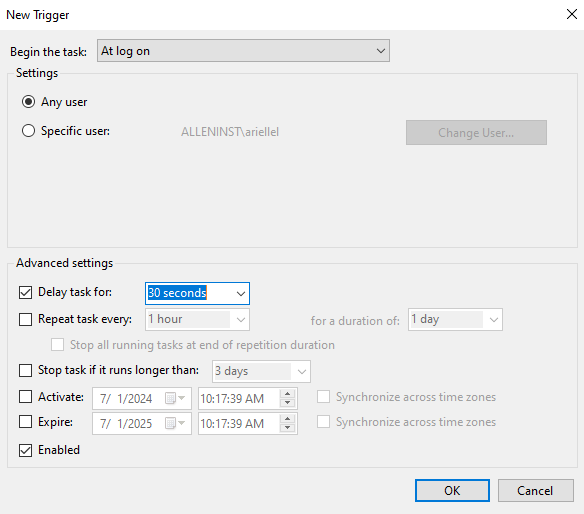 New Trigger
Begin the task: At log on
Settings
Any user
Specific user: ALLENINST\ariellel Change User...
Advanced settings
Delay task for: 30 seconds
Repeat task every: 1 hour for a duration of: 1 day
Stop all running tasks at end of repetition duration
Stop task if it runs longer than: 3 days
Activate: 7/ 1/2024 10:17:39 AM Synchronize across time zones
Expire: 7/ 1/2025 10:17:39 AM Synchronize across time zones
Enabled
OK Cancel